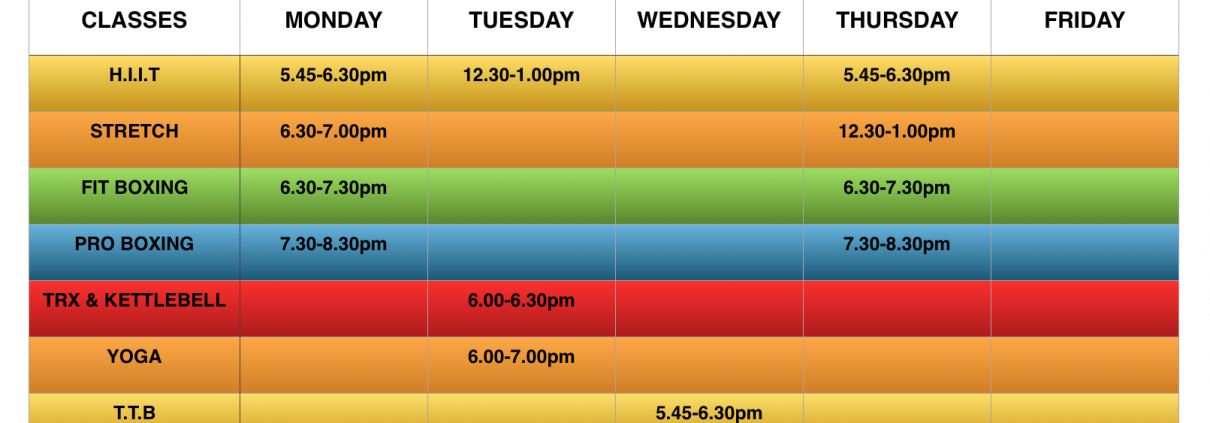 CLASSES MONDAY TUESDAY WEDNESDAY THURSDAY FRIDAY
H.I.I.T 5.45-6.30pm 12.30-1.00pm 5.45-6.30pm
STRETCH 6.30-7.00pm 12.30-1.00pm
FIT BOXING 6.30-7.30pm 6.30-7.30pm
PRO BOXING 7.30-8.30pm 7.30-8.30pm
TRX & KETTLEBELL 6.00-6.30pm
YOGA 6.00-7.00pm
T.T.B 5.45-6.30pm